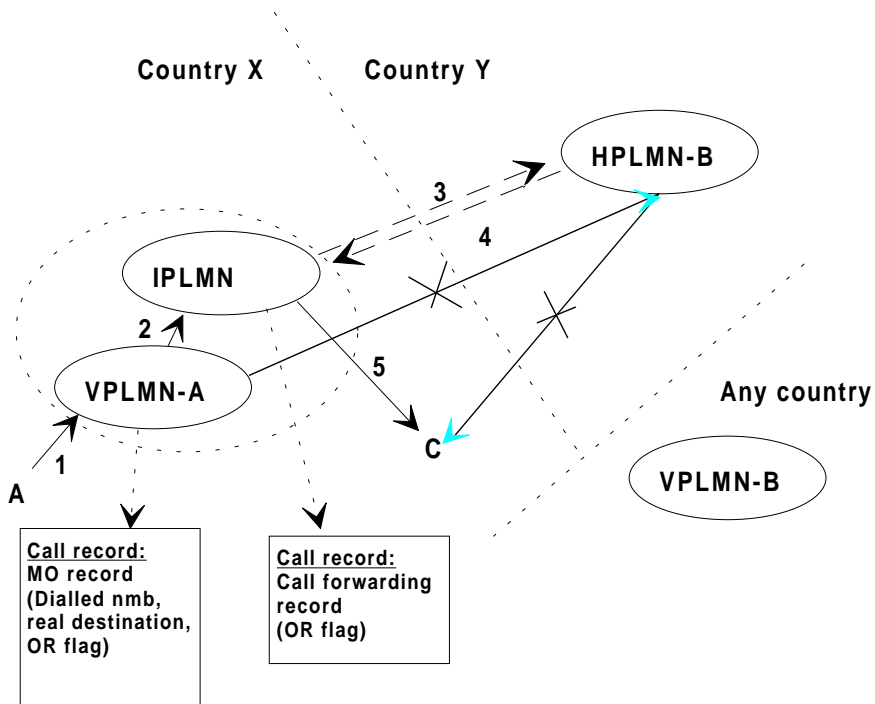 Country X
Country Y
HPLMN-B
3
4
IPLMN
2
5
VPLMN-A
Any country
C
1
A
VPLMN-B
Call record:
MO record
(Dialled nmb,
real destination,
OR flag)
Call record:
Call forwarding
record
(OR flag)